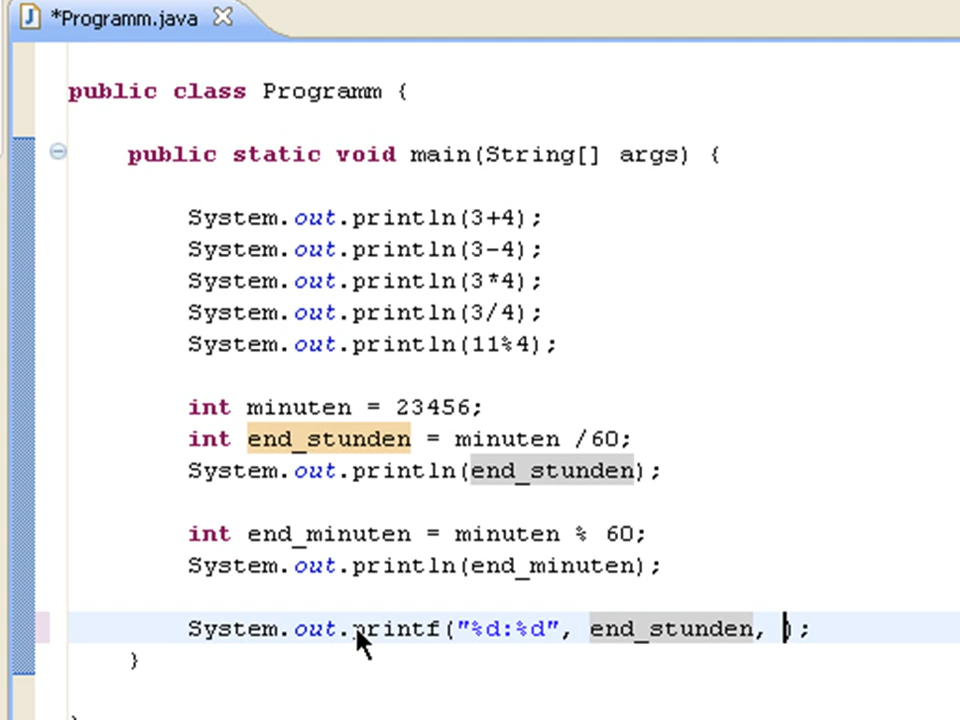 *Programm.java
public class Programm {
public static void main(String[] args) {
System.out.println(3+4);
System.out.println(3-4);
System.out.println(3*4);
System.out.println(3/4);
System.out.println(11%4);
int minuten = 23456;
int end_stunden = minuten /60;
System.out.println(end_stunden);
int end_minuten = minuten % 60;
System.out.println(end_minuten);
System.out.printf("%d:%d", end_stunden, );
}
}